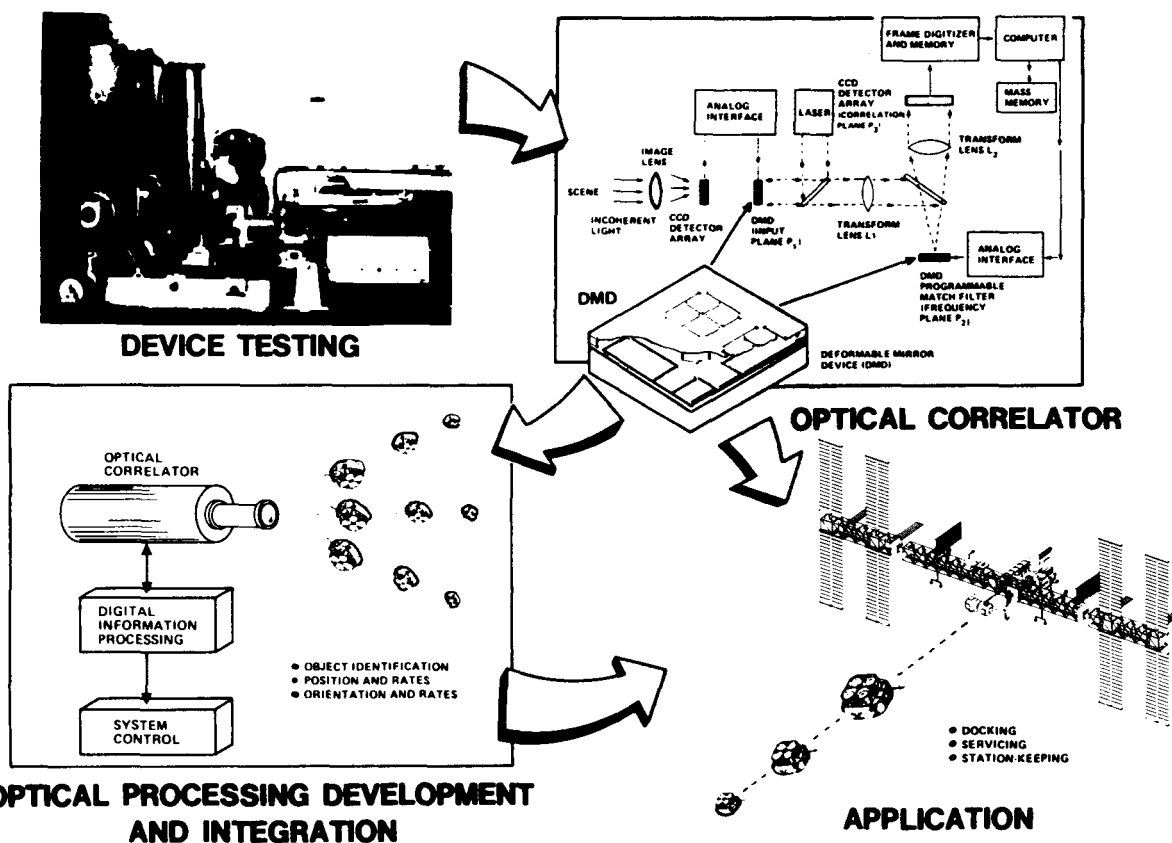 DEVICE TESTING
FRAME DIGITIZER
AND MEMORY
COMPUTER
MASS
MEMORY
CCD
DETECTOR
ARRAY
(CORRELATION
PLANE P3)
ANALOG
INTERFACE
LASER
TRANSFORM
LENS L2
IMAGE
LENS
SCENE
INCOHERENT
LIGHT
CCD
DETECTOR
ARRAY
DMD
(INPUT
PLANE P1)
TRANSFORM
LENS L1
ANALOG
INTERFACE
DMD
PROGRAMMABLE
MATCH FILTER
(FREQUENCY
PLANE P2)
DMD
DEFORMABLE MIRROR
DEVICE (DMD)
OPTICAL CORRELATOR
OPTICAL
CORRELATOR
DIGITAL
INFORMATION
PROCESSING
SYSTEM
CONTROL
• OBJECT IDENTIFICATION
• POSITION AND RATES
• ORIENTATION AND RATES
OPTICAL PROCESSING DEVELOPMENT
AND INTEGRATION
• DOCKING
• SERVICING
• STATION-KEEPING
APPLICATION